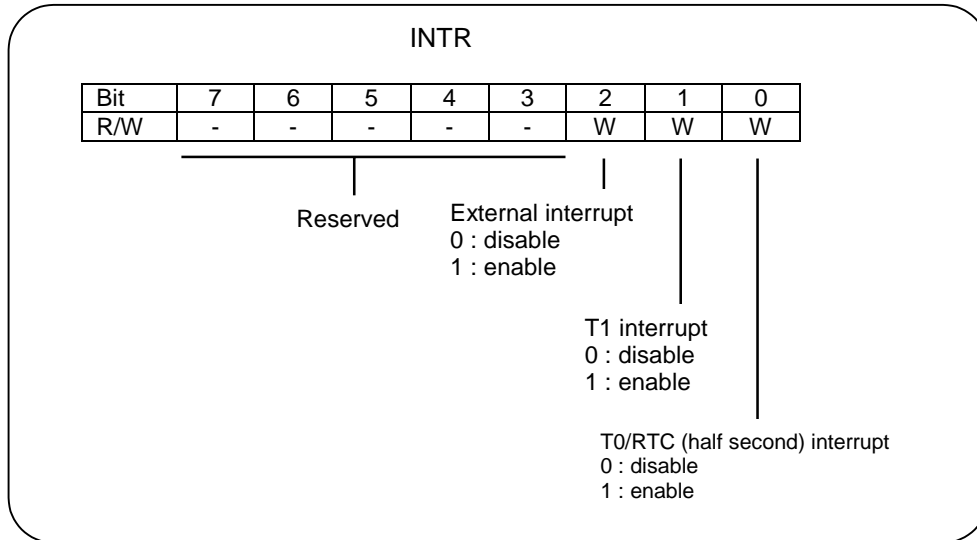 INTR
Bit 7 6 5 4 3 2 1 0
R/W - - - - - W W W
Reserved
External interrupt
0 : disable
1 : enable
T1 interrupt
0 : disable
1 : enable
T0/RTC (half second) interrupt
0 : disable
1 : enable